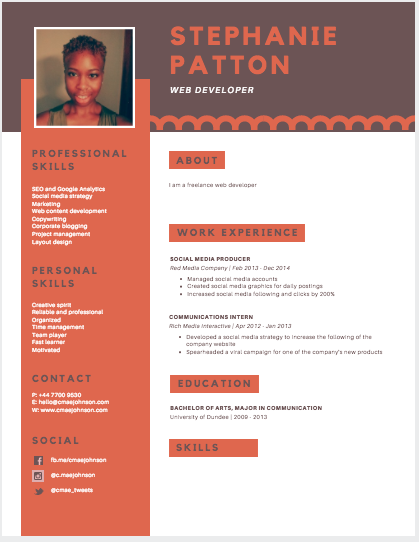 STEPHANIE
PATTON
WEB DEVELOPER
PROFESSIONAL
SKILLS
SEO and Google Analytics
Social media strategy
Marketing
Web content development
Copywriting
Corporate blogging
Project management
Layout design
PERSONAL
SKILLS
Creative spirit
Reliable and professional
Organized
Time management
Team player
Fast learner
Motivated
CONTACT
P: +44 7700 9530
E: hello@cmaejohnson.com
W: www.cmaejohnson.com
SOCIAL
fb.me/cmaejohnson
@c.maejohnson
@cmae_tweets
ABOUT
I am a freelance web developer
WORK EXPERIENCE
SOCIAL MEDIA PRODUCER
Red Media Company | Feb 2013 - Dec 2014
• Managed social media accounts
• Created social media graphics for daily postings
• Increased social media following and clicks by 200%
COMMUNICATIONS INTERN
Rich Media Interactive | Apr 2012 - Jan 2013
• Developed a social media strategy to increase the following of the
company website
• Spearheaded a viral campaign for one of the company's new products
EDUCATION
BACHELOR OF ARTS, MAJOR IN COMMUNICATION
University of Dundee | 2009 - 2013
SKILLS